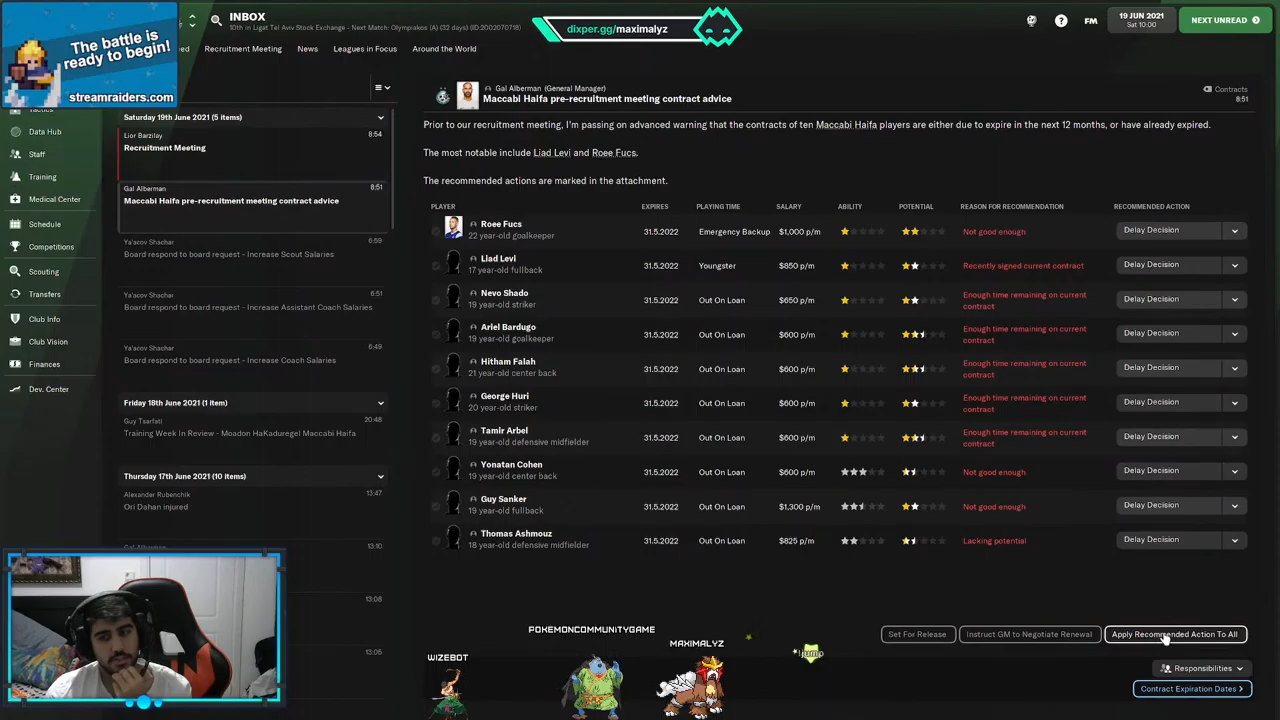 The battle is
ready to begin!
streamraiders.com
INBOX
10th in Ligat Tel Aviv Stock Exchange - Next Match: Olympiakos (A) (32 days) (ID:2002070718)
dixper.gg/maximalyz
FM
19 JUN 2021
Sat 10:00
NEXT UNREAD
Recruitment Meeting
News
Leagues in Focus
Around the World
Tactics
Data Hub
Staff
Training
Medical Center
Schedule
Competitions
Scouting
Transfers
Club Info
Club Vision
Finances
Dev. Center
Saturday 19th June 2021 (5 items)
Lior Barzilay
8:54
Recruitment Meeting
Gal Alberman
8:51
Maccabi Haifa pre-recruitment meeting contract advice
Ya'acov Shachar
6:59
Board respond to board request - Increase Scout Salaries
Ya'acov Shachar
6:51
Board respond to board request - Increase Assistant Coach Salaries
Ya'acov Shachar
6:49
Board respond to board request - Increase Coach Salaries
Friday 18th June 2021 (1 item)
Guy Tsarfati
20:48
Training Week In Review - Moadon HaKaduregel Maccabi Haifa
Thursday 17th June 2021 (10 items)
Alexander Rubenchik
13:47
Ori Dahan injured
13:10
13:08
13:05
Gal Alberman (General Manager)
Maccabi Haifa pre-recruitment meeting contract advice
Contracts
8:51
Prior to our recruitment meeting, I'm passing on advanced warning that the contracts of ten Maccabi Haifa players are either due to expire in the next 12 months, or have already expired.
The most notable include Liad Levi and Roee Fucs.
The recommended actions are marked in the attachment.
PLAYER EXPIRES PLAYING TIME SALARY ABILITY POTENTIAL REASON FOR RECOMMENDATION RECOMMENDED ACTION
Roee Fucs
22 year-old goalkeeper
31.5.2022 Emergency Backup $1,000 p/m Not good enough Delay Decision
Liad Levi
17 year-old fullback
31.5.2022 Youngster $850 p/m Recently signed current contract Delay Decision
Nevo Shado
19 year-old striker
31.5.2022 Out On Loan $650 p/m Enough time remaining on current
contract
Delay Decision
Ariel Bardugo
19 year-old goalkeeper
31.5.2022 Out On Loan $600 p/m Enough time remaining on current
contract
Delay Decision
Hitham Falah
21 year-old center back
31.5.2022 Out On Loan $600 p/m Enough time remaining on current
contract
Delay Decision
George Huri
20 year-old striker
31.5.2022 Out On Loan $600 p/m Enough time remaining on current
contract
Delay Decision
Tamir Arbel
19 year-old defensive midfielder
31.5.2022 Out On Loan $600 p/m Enough time remaining on current
contract
Delay Decision
Yonatan Cohen
19 year-old center back
31.5.2022 Out On Loan $600 p/m Not good enough Delay Decision
Guy Sanker
19 year-old fullback
31.5.2022 Out On Loan $1,300 p/m Not good enough Delay Decision
Thomas Ashmouz
18 year-old defensive midfielder
31.5.2022 Out On Loan $825 p/m Lacking potential Delay Decision
Set For Release
Instruct GM to Negotiate Renewal
Apply Recommended Action To All
Responsibilities
Contract Expiration Dates
POKEMONCOMMUNITYGAME
MAXIMALYZ
WIZEBOT
!jump